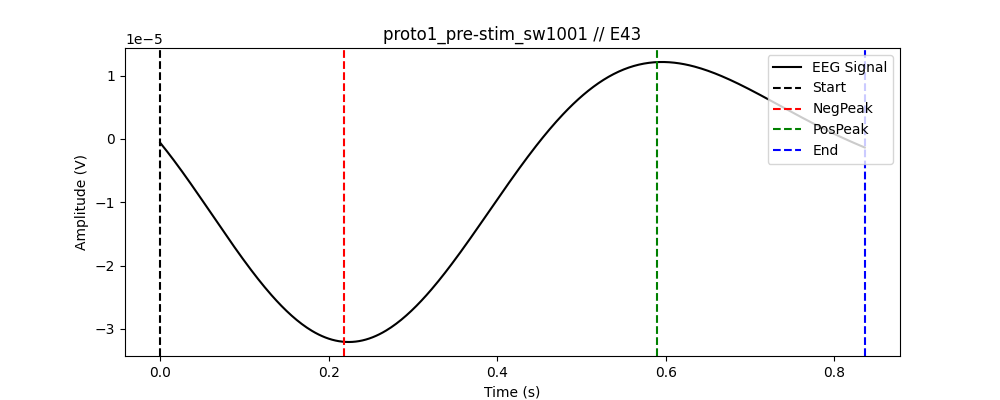 proto1_pre-stim_sw1001 // E43
1e−5
1
0
−1
−2
−3
Amplitude (V)
EEG Signal
Start
NegPeak
PosPeak
End
0.0 0.2 0.4 0.6 0.8
Time (s)